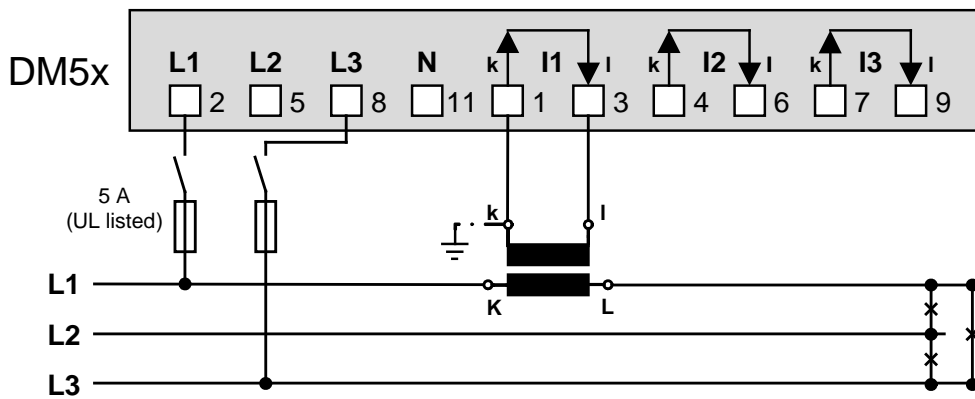 DM5x
L1 L2 L3 N k I1 l k I2 l k I3 l
2 5 8 11 1 3 4 6 7 9
5 A
(UL listed)
k l
L1
K L
L2
L3